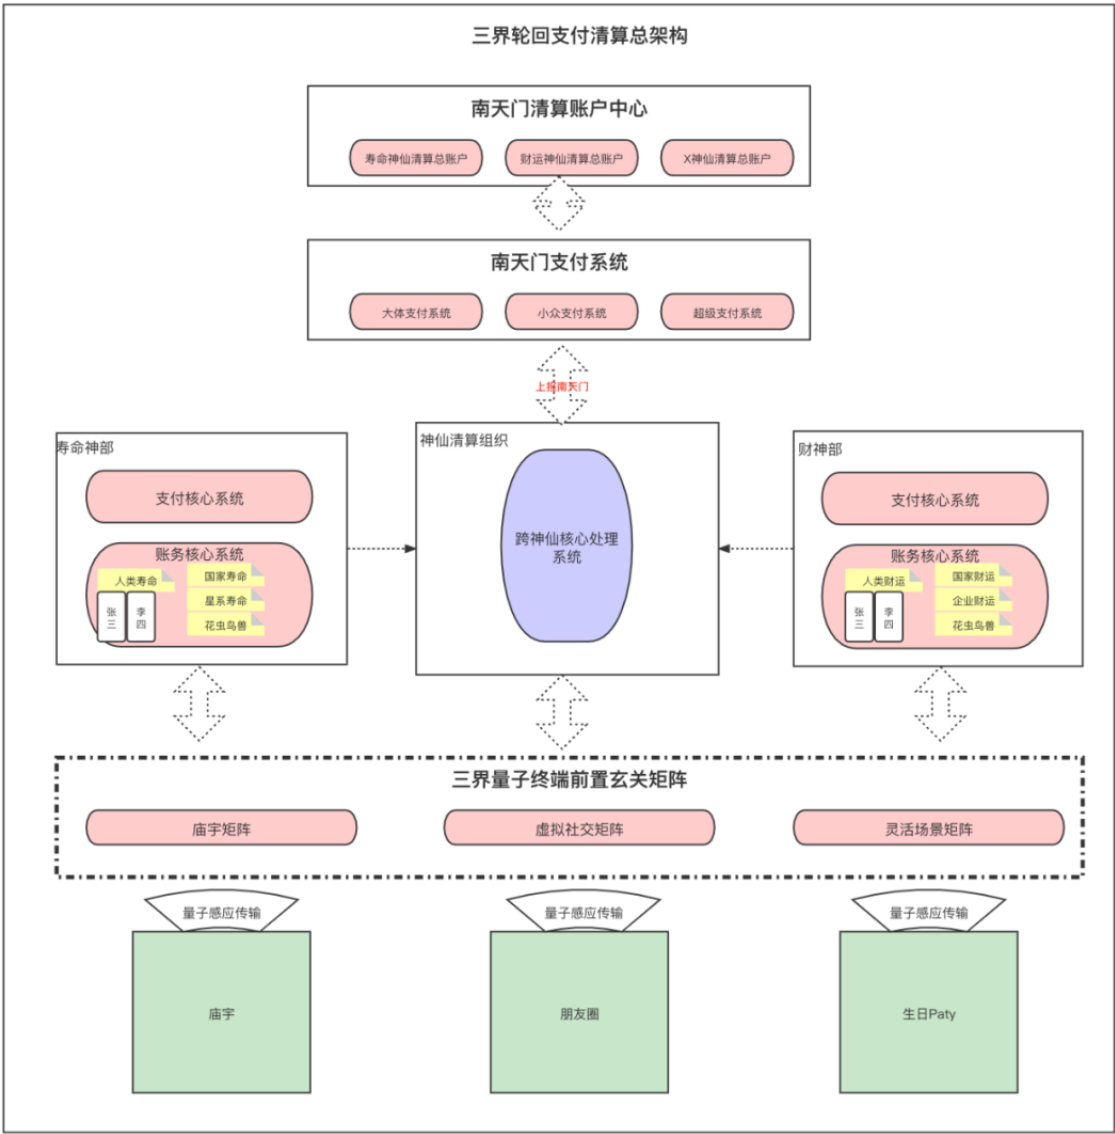 三界轮回支付清算总架构
南天门清算账户中心
寿命神仙清算总账户
财运神仙清算总账户
X神仙清算总账户
南天门支付系统
大体支付系统
小众支付系统
超级支付系统
上报南天门
寿命神部
支付核心系统
账务核心系统
人类寿命
张
三
李
四
国家寿命
星系寿命
花虫鸟兽
神仙清算组织
跨神仙核心处理
系统
财神部
支付核心系统
账务核心系统
人类财运
张
三
李
四
国家财运
企业财运
花虫鸟兽
三界量子终端前置玄关矩阵
庙宇矩阵
虚拟社交矩阵
灵活场景矩阵
量子感应传输
量子感应传输
量子感应传输
庙宇
朋友圈
生日Paty